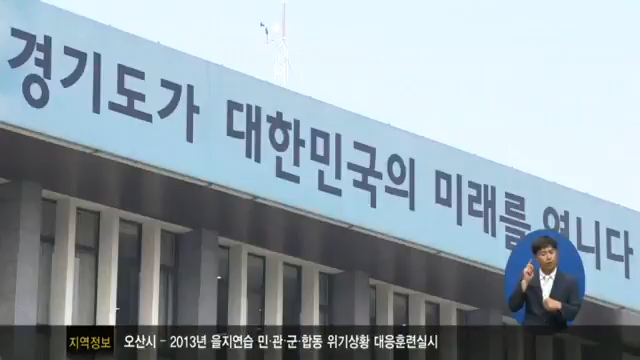 경기도가 대한민국의 미래를 엽니다
지역정보 오산시 - 2013년 을지연습 민·관·군·합동 위기상황 대응훈련실시